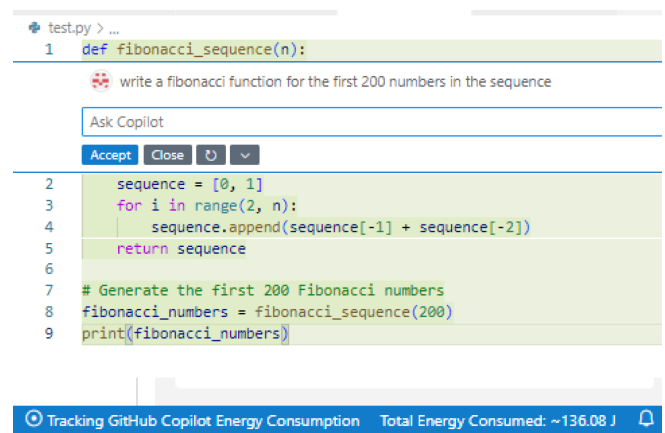 test.py > ...
1 def fibonacci_sequence(n):
write a fibonacci function for the first 200 numbers in the sequence
Ask Copilot
Accept Close
2     sequence = [0, 1]
3     for i in range(2, n):
4         sequence.append(sequence[-1] + sequence[-2])
5     return sequence
6
7 # Generate the first 200 Fibonacci numbers
8 fibonacci_numbers = fibonacci_sequence(200)
9 print(fibonacci_numbers)
Tracking GitHub Copilot Energy Consumption Total Energy Consumed: ~136.08 J